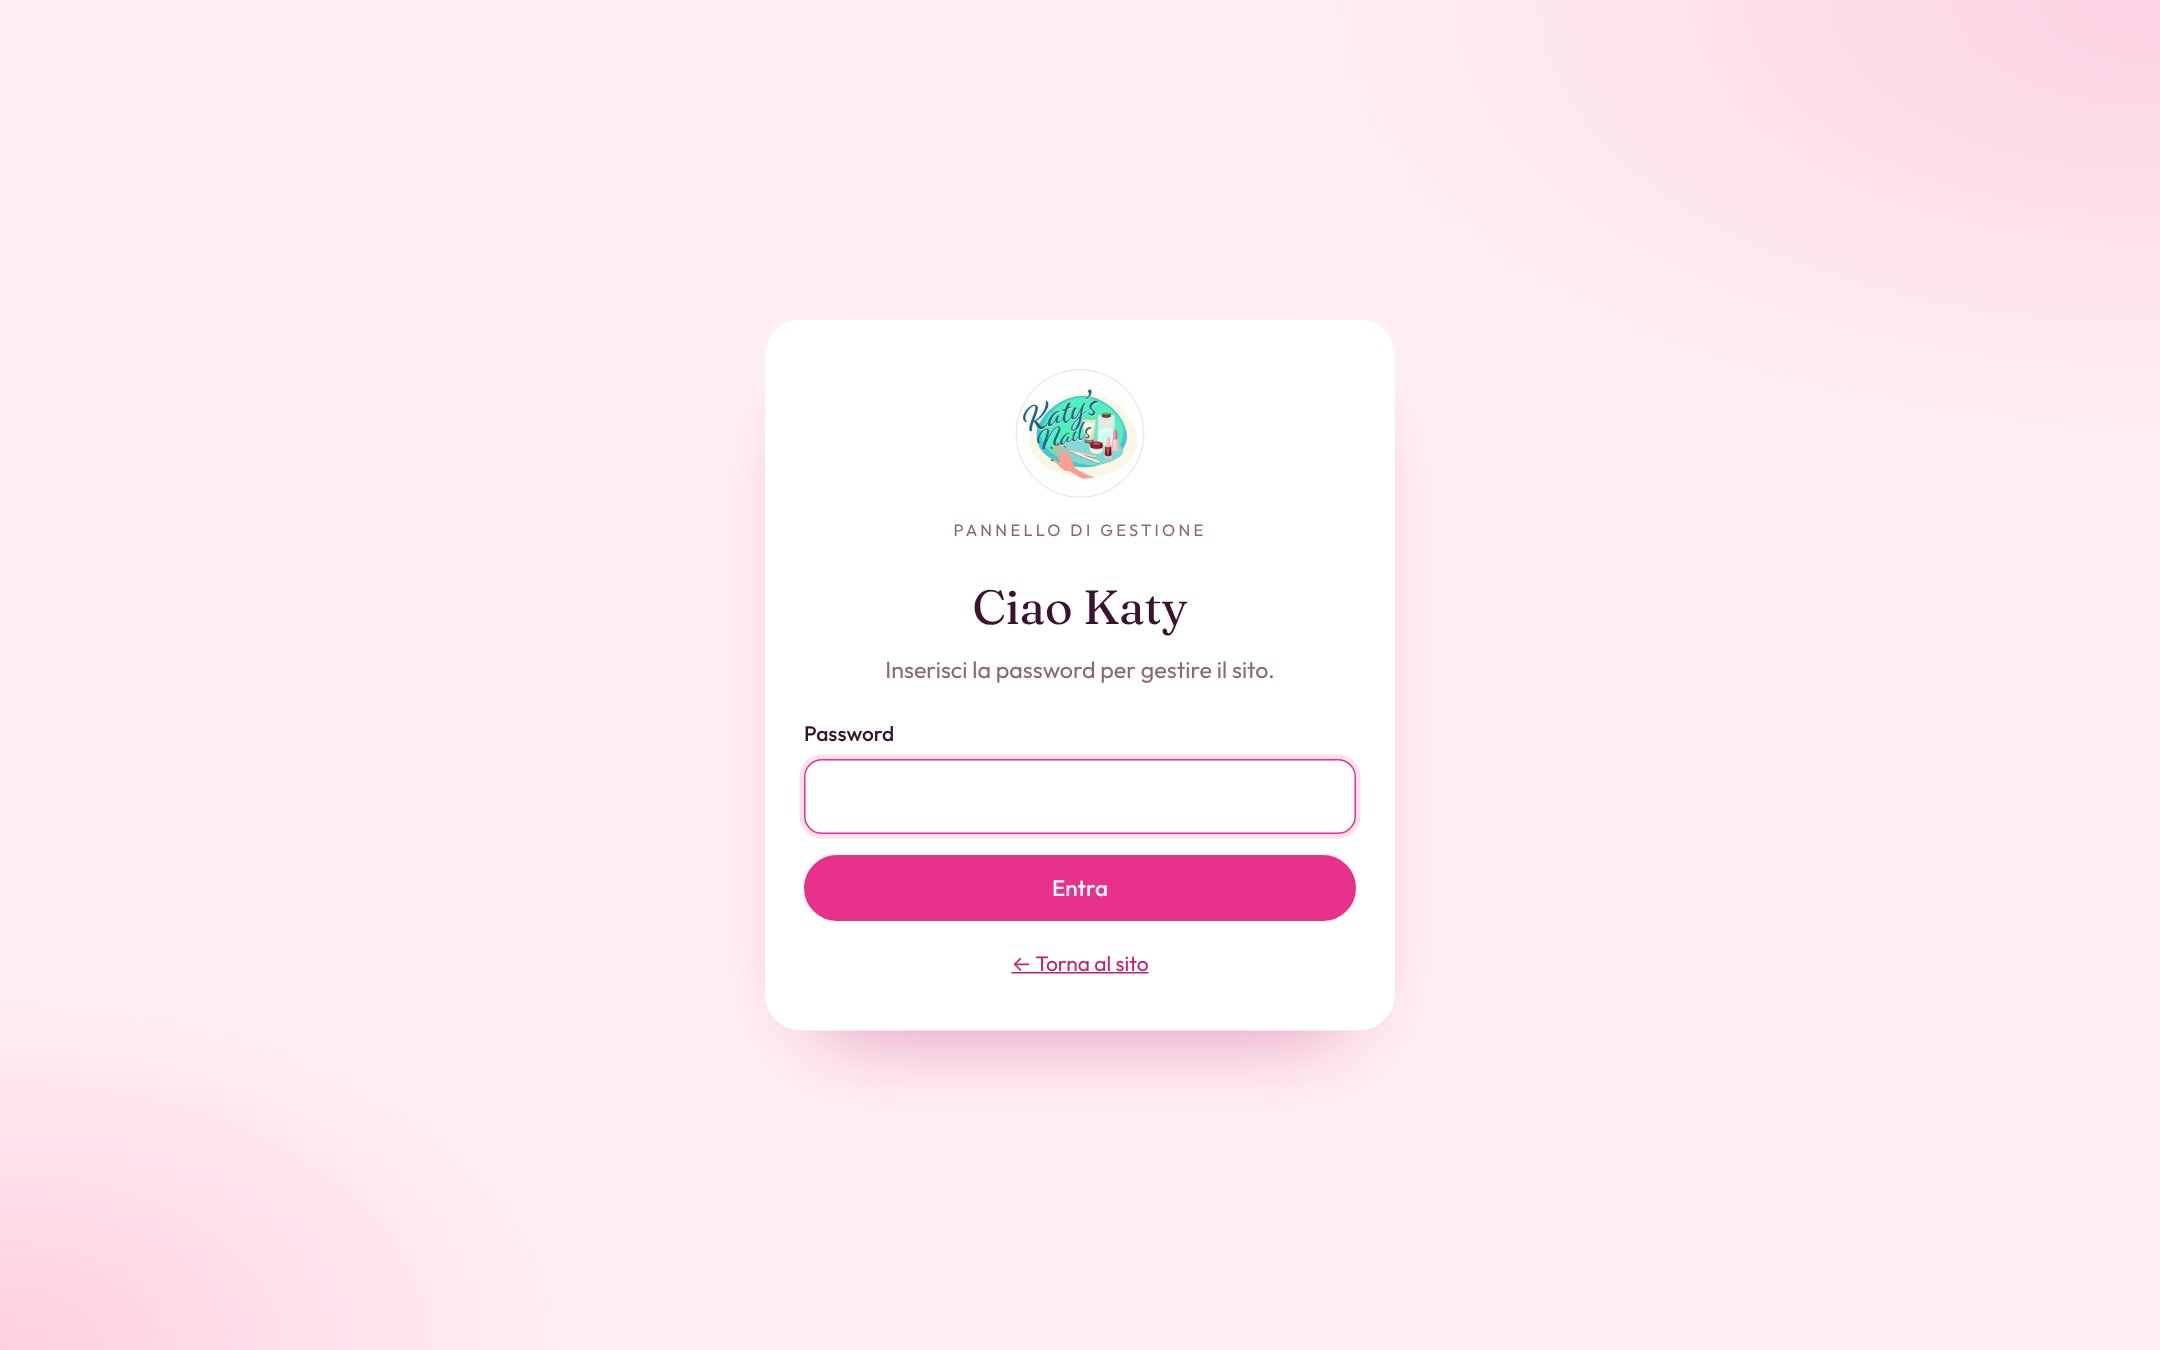 Katy's
Nails
PANNELLO DI GESTIONE
Ciao Katy
Inserisci la password per gestire il sito.
Password
Entra
← Torna al sito